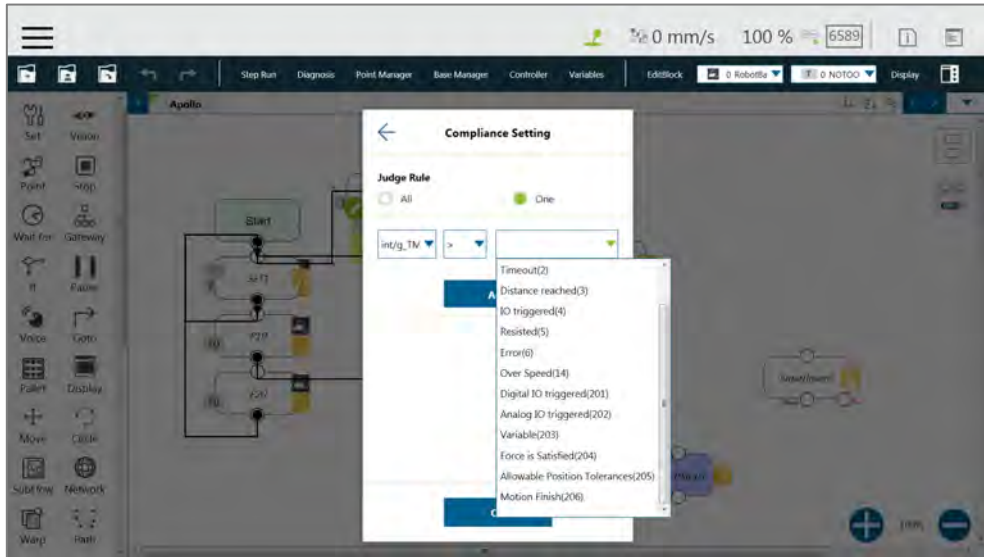 0 mm/s 100 % 6589
Step Run Diagnosis Point Manager Base Manager Controller Variables EditBlock 0 RobotBa T 0 NOTOO Display
Apollo
Set Vision
Point Stop
Wait for Gateway
If Pause
Voice Goto
Pallet Display
Move Circle
SubFlow Network
Warp Path
Start
Compliance Setting
Judge Rule
All One
int/g_TM >
Timeout(2)
Distance reached(3)
IO triggered(4)
Resisted(5)
Error(6)
Over Speed(14)
Digital IO triggered(201)
Analog IO triggered(202)
Variable(203)
Force is Satisfied(204)
Allowable Position Tolerances(205)
Motion Finish(206)